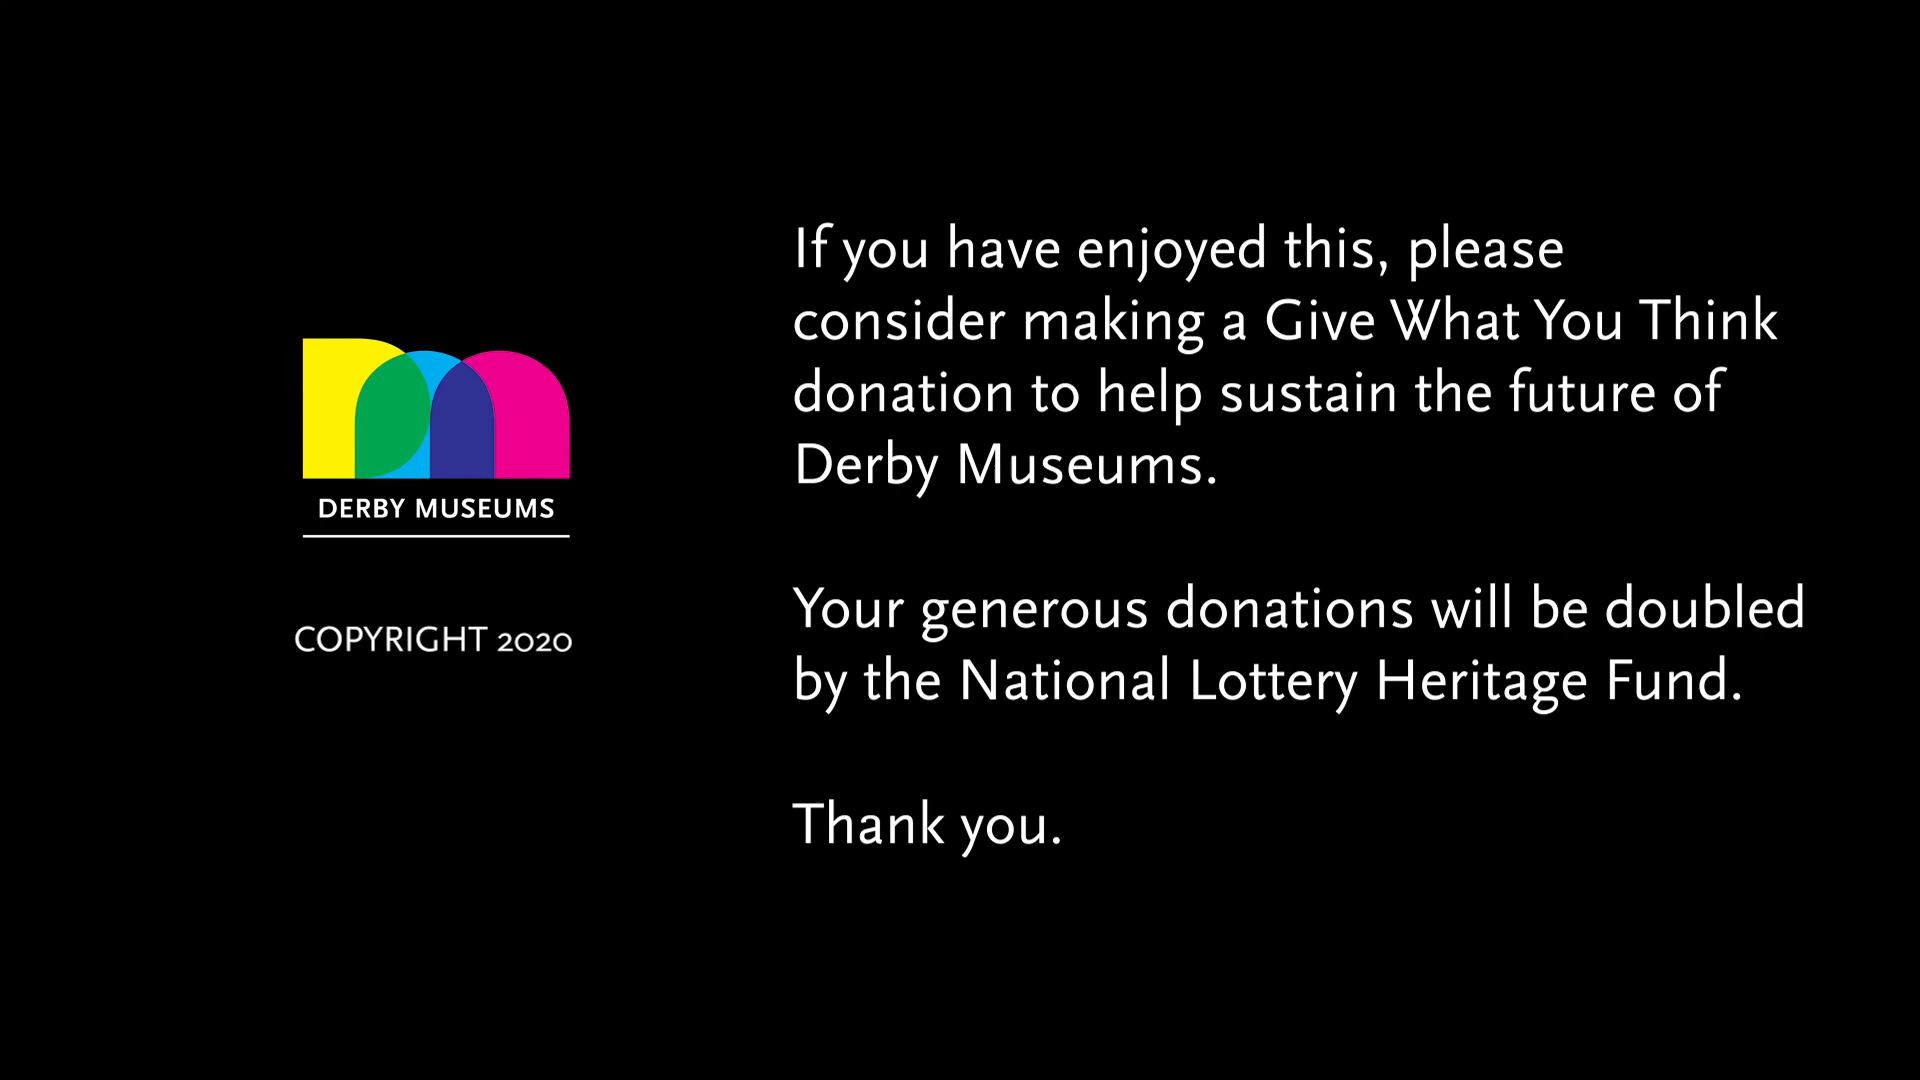 DERBY MUSEUMS
COPYRIGHT 2020
If you have enjoyed this, please
consider making a Give What You Think
donation to help sustain the future of
Derby Museums.
Your generous donations will be doubled
by the National Lottery Heritage Fund.
Thank you.